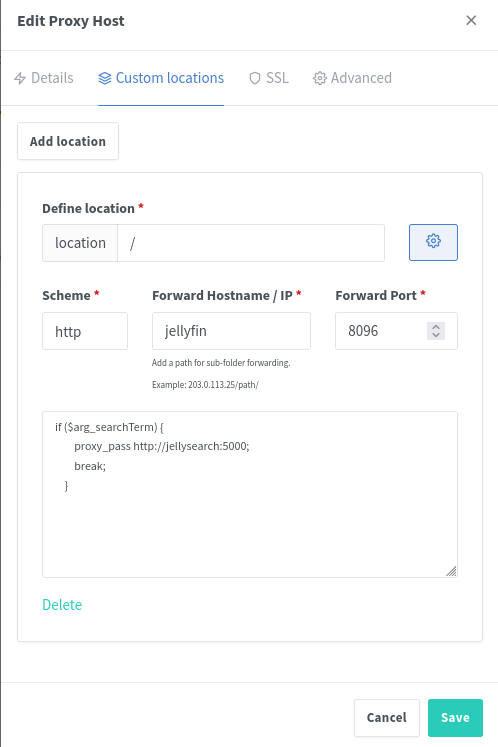 Edit Proxy Host
Details Custom locations SSL Advanced
Add location
Define location *
location /
Scheme * Forward Hostname / IP * Forward Port *
http jellyfin 8096
Add a path for sub-folder forwarding.
Example: 203.0.113.25/path/
if ($arg_searchTerm) {
proxy_pass http://jellysearch:5000;
break;
}
Delete
Cancel Save